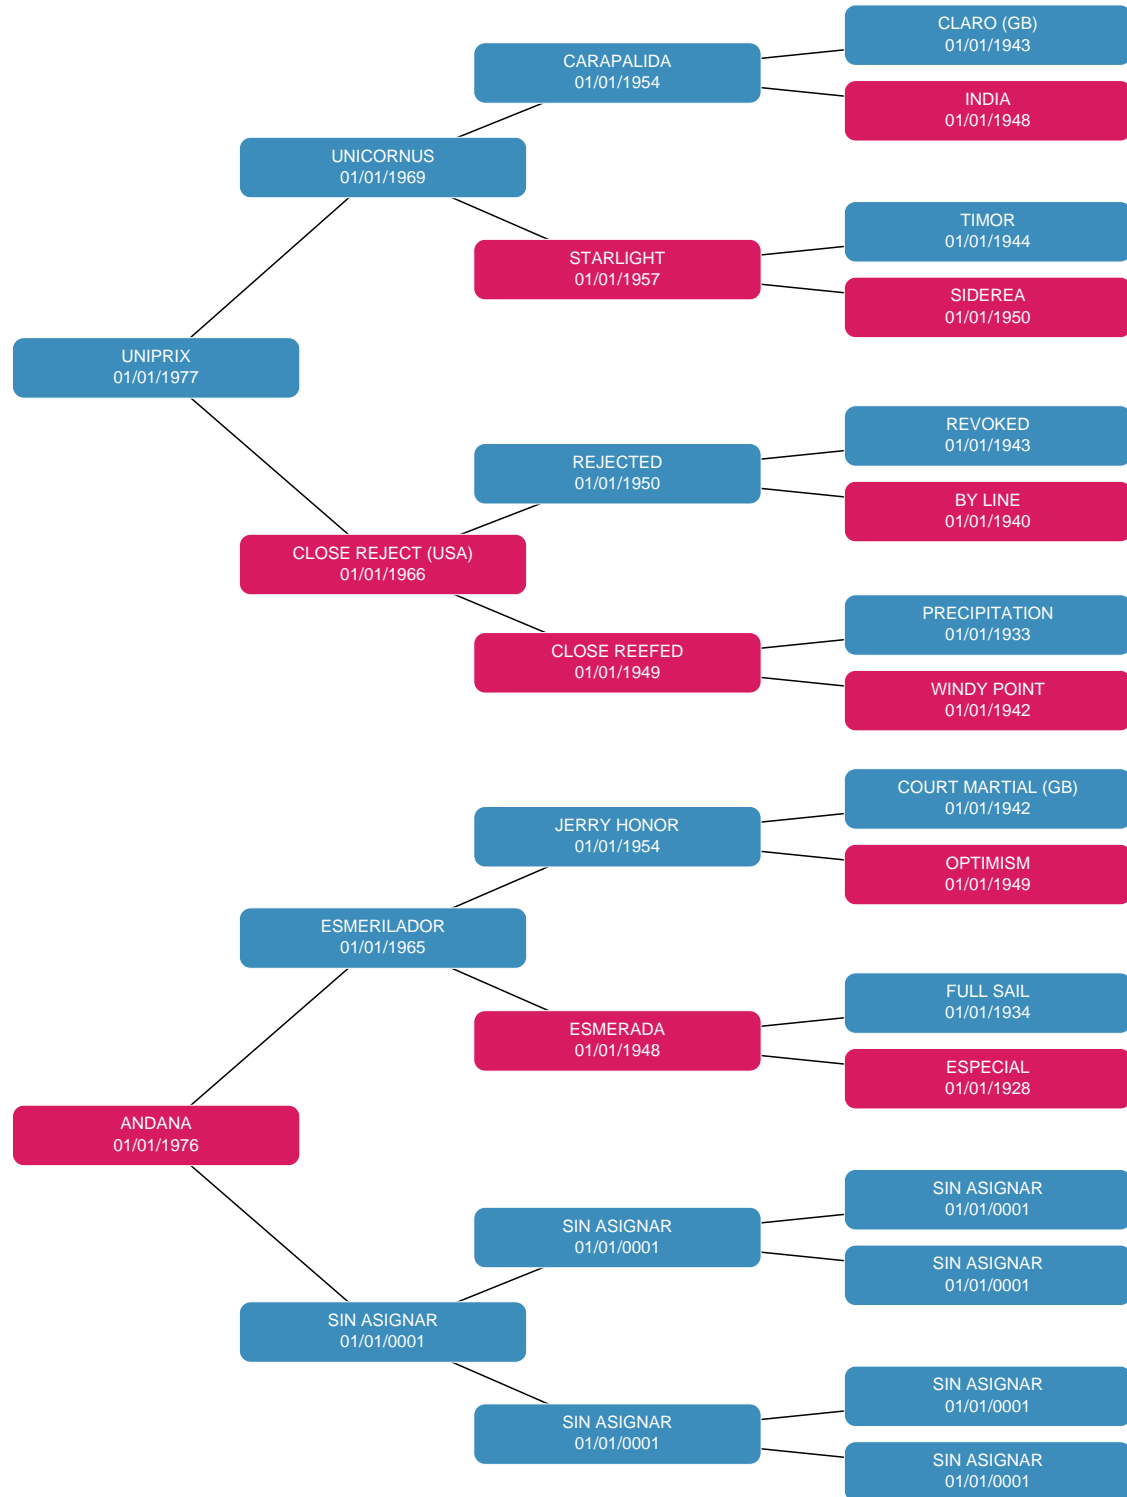 CLARO (GB)
01/01/1943
CARAPALIDA
01/01/1954
INDIA
01/01/1948
UNICORNUS
01/01/1969
TIMOR
01/01/1944
STARLIGHT
01/01/1957
SIDEREA
01/01/1950
UNIPRIX
01/01/1977
REVOKED
01/01/1943
REJECTED
01/01/1950
BY LINE
01/01/1940
CLOSE REJECT (USA)
01/01/1966
PRECIPITATION
01/01/1933
CLOSE REEFED
01/01/1949
WINDY POINT
01/01/1942
COURT MARTIAL (GB)
01/01/1942
JERRY HONOR
01/01/1954
OPTIMISM
01/01/1949
ESMERILADOR
01/01/1965
FULL SAIL
01/01/1934
ESMERADA
01/01/1948
ESPECIAL
01/01/1928
ANDANA
01/01/1976
SIN ASIGNAR
01/01/0001
SIN ASIGNAR
01/01/0001
SIN ASIGNAR
01/01/0001
SIN ASIGNAR
01/01/0001
SIN ASIGNAR
01/01/0001
SIN ASIGNAR
01/01/0001
SIN ASIGNAR
01/01/0001